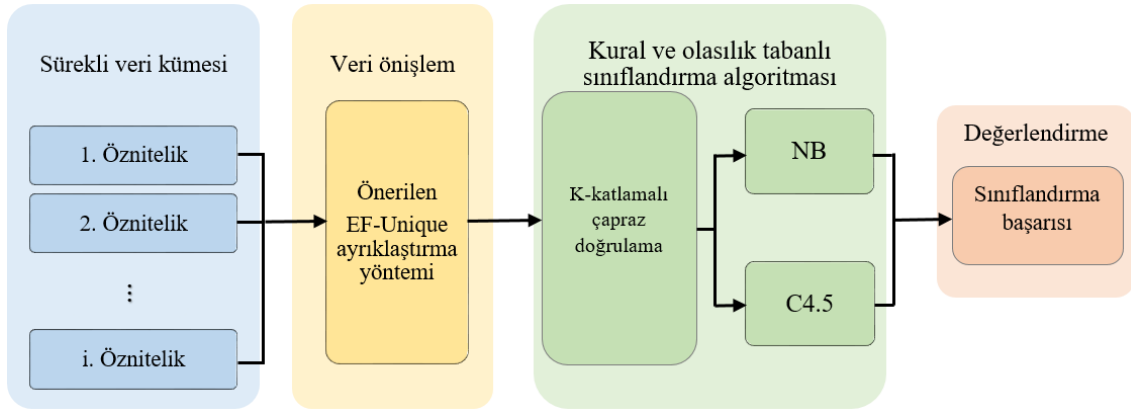 Sürekli veri kümesi
1. Öznitelik
2. Öznitelik
...
i. Öznitelik
Veri önişlem
Önerilen
EF-Unique
ayrıklaştırma
yöntemi
Kural ve olasılık tabanlı
sınıflandırma algoritması
K-katlamalı
çapraz
doğrulama
NB
C4.5
Değerlendirme
Sınıflandırma
başarısı